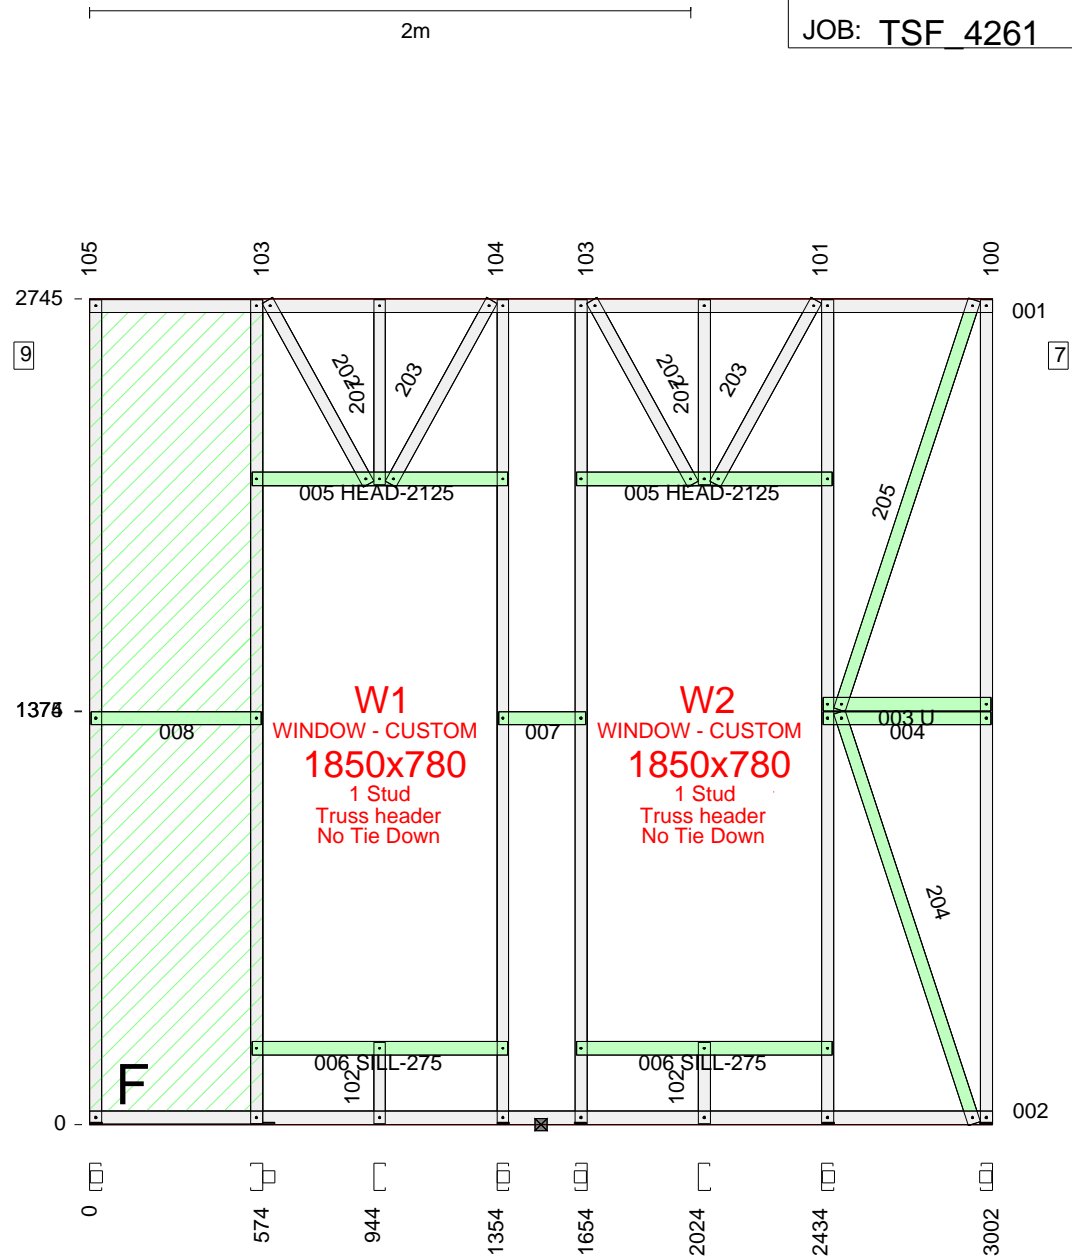 2m
JOB: TSF_4261
105
103
104
103
101
100
2745
001
9
7
202
201
203
202
201
203
205
005 HEAD-2125
005 HEAD-2125
W1
WINDOW - CUSTOM
1850x780
1 Stud
Truss header
No Tie Down
W2
WINDOW - CUSTOM
1850x780
1 Stud
Truss header
No Tie Down
008
007
003 U
004
204
006 SILL-275
006 SILL-275
102
102
F
0
002
0
574
944
1354
1654
2024
2434
3002